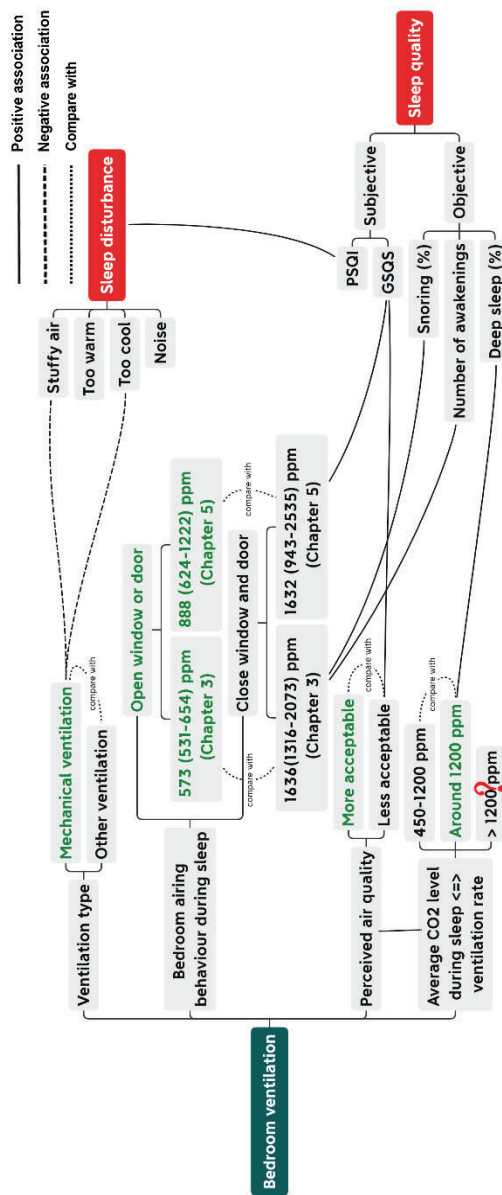 Positive association
Negative association
Compare with
Bedroom ventilation
Ventilation type
Mechanical ventilation
Other ventilation
compare with
Bedroom airing
behaviour during sleep
Open window or door
573 (531-654) ppm
(Chapter 3)
888 (624-1222) ppm
(Chapter 5)
Close window and door
1636(1316-2073) ppm
(Chapter 3)
1632 (943-2535) ppm
(Chapter 5)
compare with
compare with
Perceived air quality
More acceptable
Less acceptable
compare with
Average CO2 level
during sleep <=>
ventilation rate
450-1200 ppm
Around 1200 ppm
> 1200 ppm
?
compare with
Stuffy air
Too warm
Too cool
Noise
Sleep disturbance
PSQI
GSQS
Subjective
Snoring (%)
Number of awakenings
Deep sleep (%)
Objective
Sleep quality